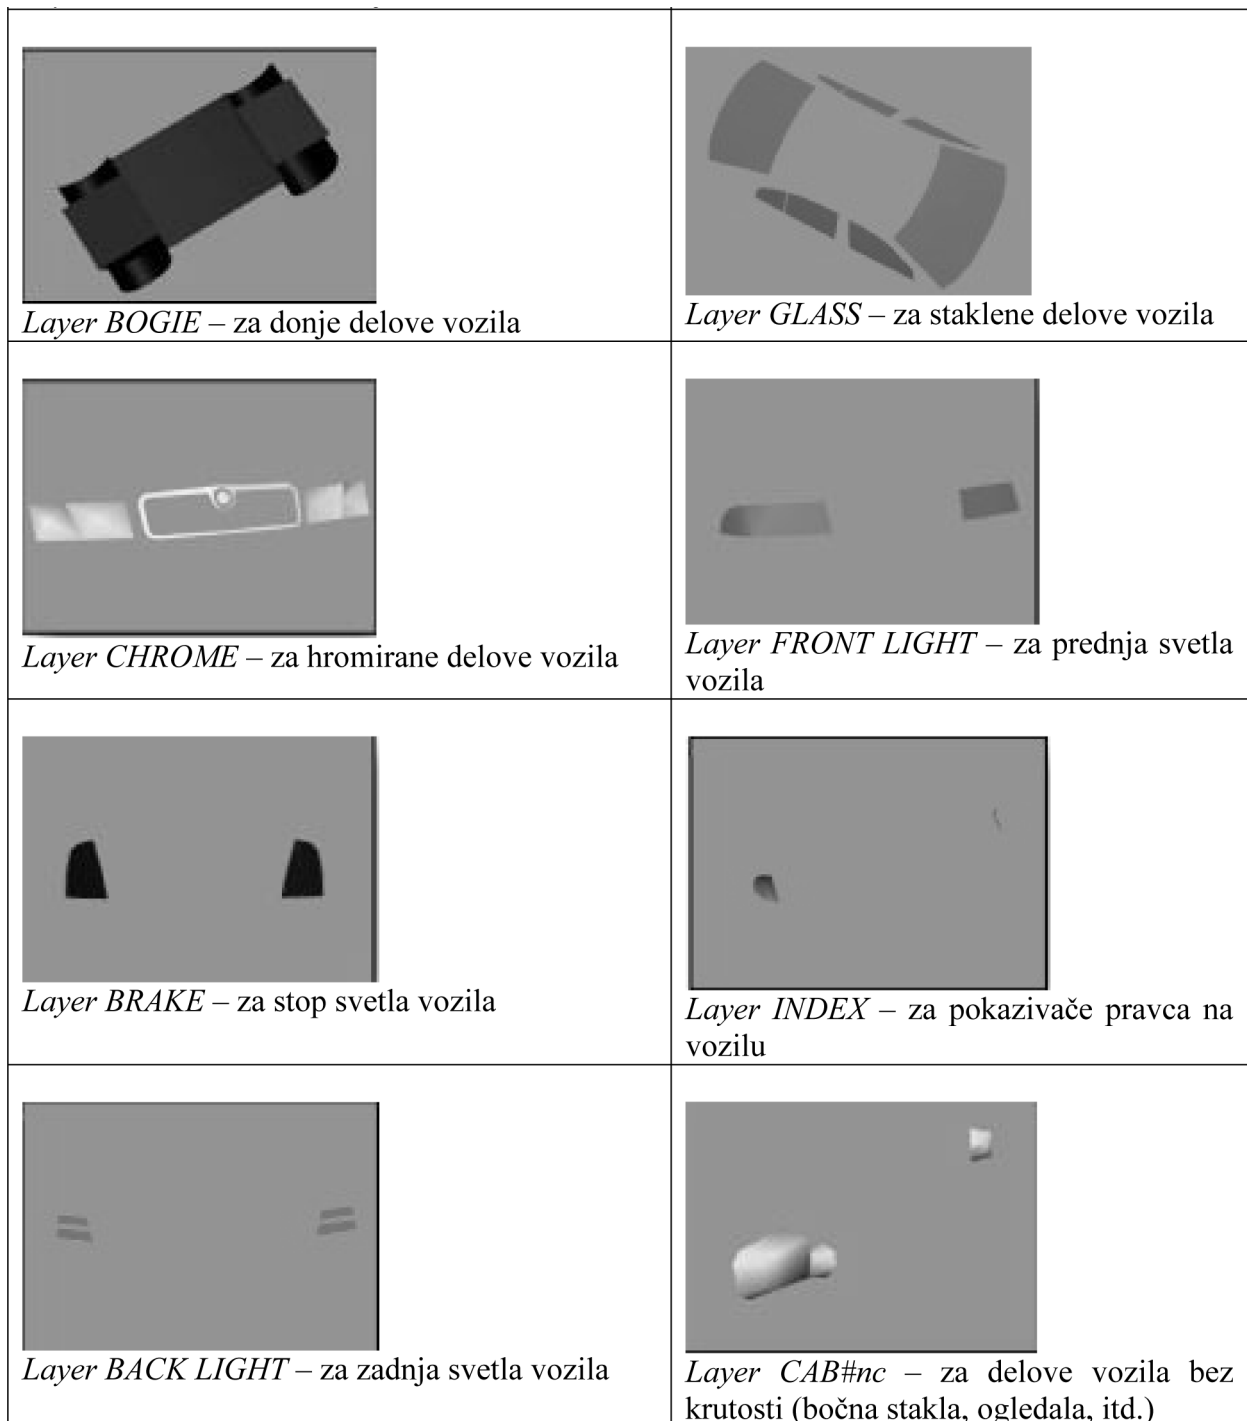 Layer BOGIE – za donje delove vozila
Layer GLASS – za staklene delove vozila
Layer CHROME – za hromirane delove vozila
Layer FRONT LIGHT – za prednja svetla
vozila
Layer BRAKE – za stop svetla vozila
Layer INDEX – za pokazivače pravca na
vozilu
Layer BACK LIGHT – za zadnja svetla vozila
Layer CAB#nc – za delove vozila bez
krutosti (bočna stakla, ogledala, itd.)